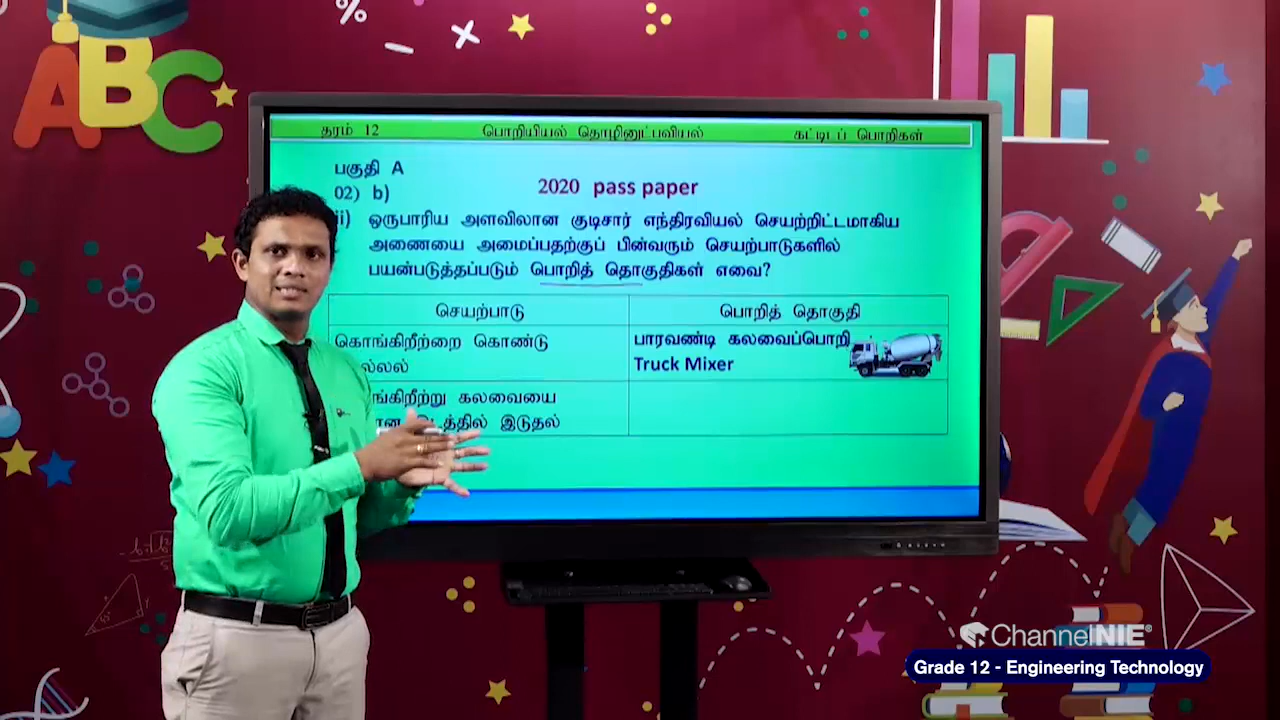 ABC
தரம் 12 பொறியியல் தொழினுட்பவியல் கட்டிடப் பொறிகள்
பகுதி A
02) b) 2020 pass paper
ii) ஒருபாரிய அளவிலான குடிசார் எந்திரவியல் செயற்றிட்டமாகிய
அணையை அமைப்பதற்குப் பின்வரும் செயற்பாடுகளில்
பயன்படுத்தப்படும் பொறித் தொகுதிகள் எவை?
செயற்பாடு பொறித் தொகுதி
கொங்கிறீற்றை கொண்டு பாரவண்டி கலவைப்பொறி
Truck Mixer
கலவையை
இடுதல்
ChannelNIE
Grade 12 - Engineering Technology